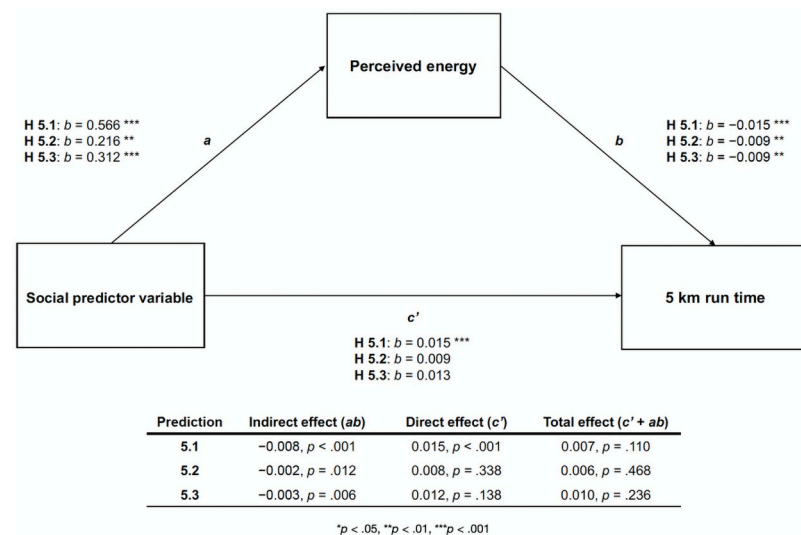 Perceived energy
H 5.1: b = 0.566 ***
H 5.2: b = 0.216 **
H 5.3: b = 0.312 ***
a
b
H 5.1: b = −0.015 ***
H 5.2: b = −0.009 **
H 5.3: b = −0.009 **
Social predictor variable
5 km run time
c’
H 5.1: b = 0.015 ***
H 5.2: b = 0.009
H 5.3: b = 0.013
Prediction Indirect effect (ab) Direct effect (c’) Total effect (c’ + ab)
5.1 −0.008, p < .001 0.015, p < .001 0.007, p = .110
5.2 −0.002, p = .012 0.008, p = .338 0.006, p = .468
5.3 −0.003, p = .006 0.012, p = .138 0.010, p = .236
*p < .05, **p < .01, ***p < .001